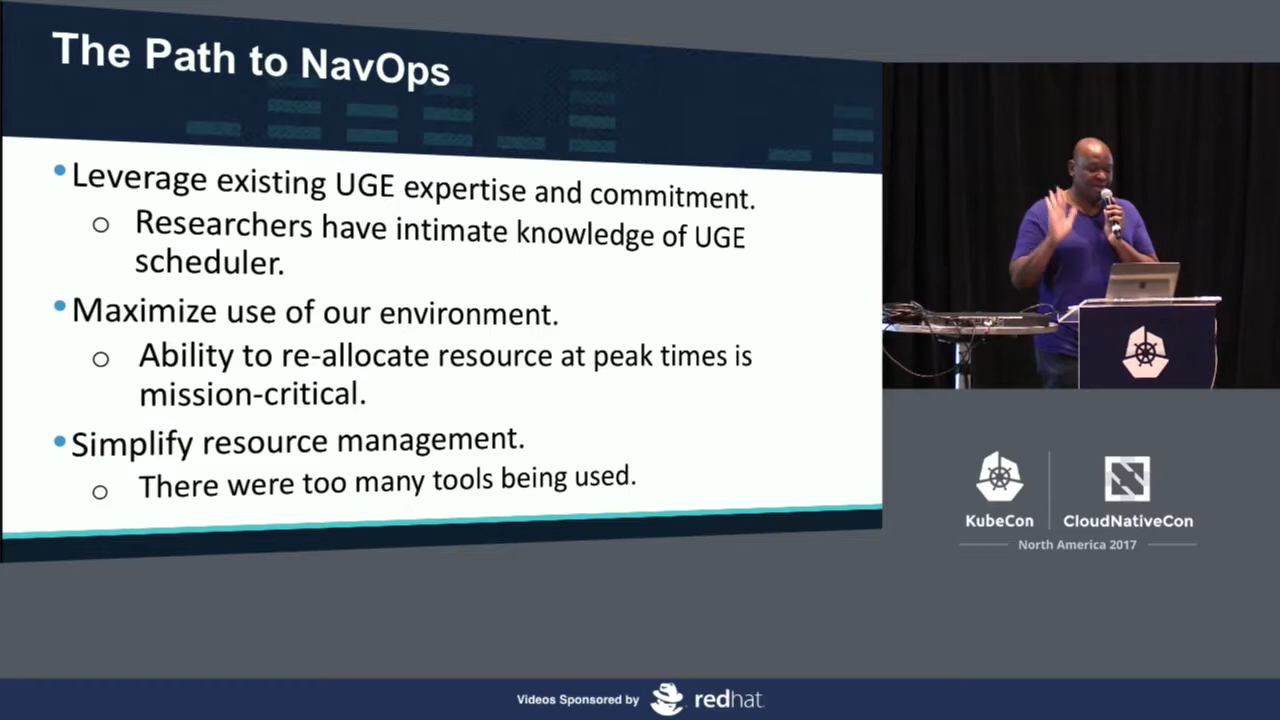 The Path to NavOps
Leverage existing UGE expertise and commitment.
Researchers have intimate knowledge of UGE
scheduler.
Maximize use of our environment.
Ability to re-allocate resource at peak times is
mission-critical.
Simplify resource management.
There were too many tools being used.
KubeCon
CloudNativeCon
North America 2017
Videos Sponsored by
redhat